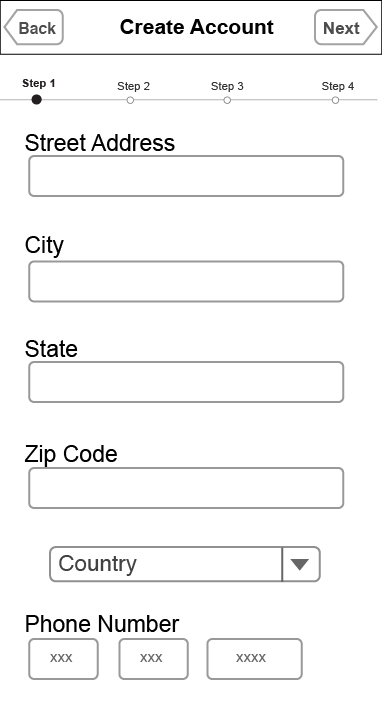 Back Create Account Next
Step 1 Step 2 Step 3 Step 4
Street Address
City
State
Zip Code
Country
Phone Number
xxx xxx xxxx